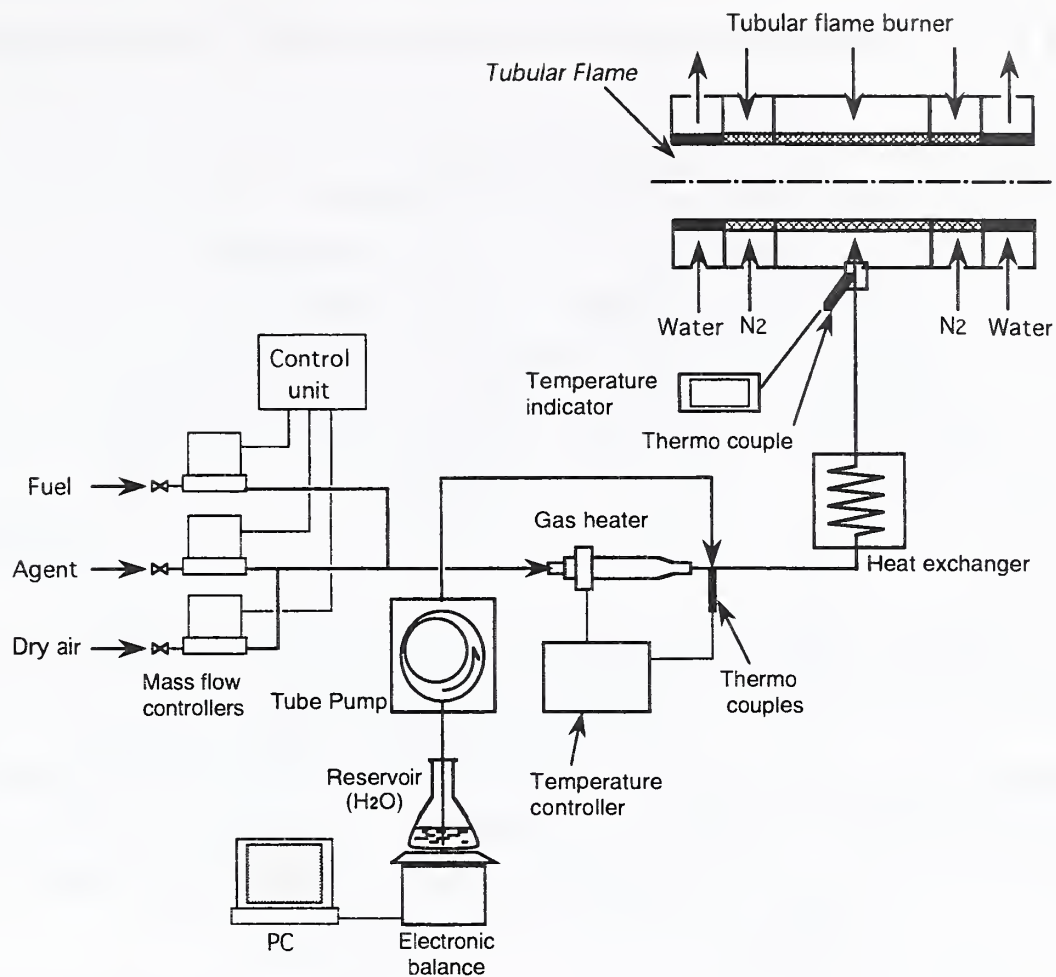 Tubular flame burner
Tubular Flame
Water
N2
N2
Water
Control
unit
Temperature
indicator
Thermo couple
Fuel
Gas heater
Agent
Heat exchanger
Dry air
Mass flow
controllers
Tube Pump
Thermo
couples
Reservoir
(H2O)
Temperature
controller
PC
Electronic
balance